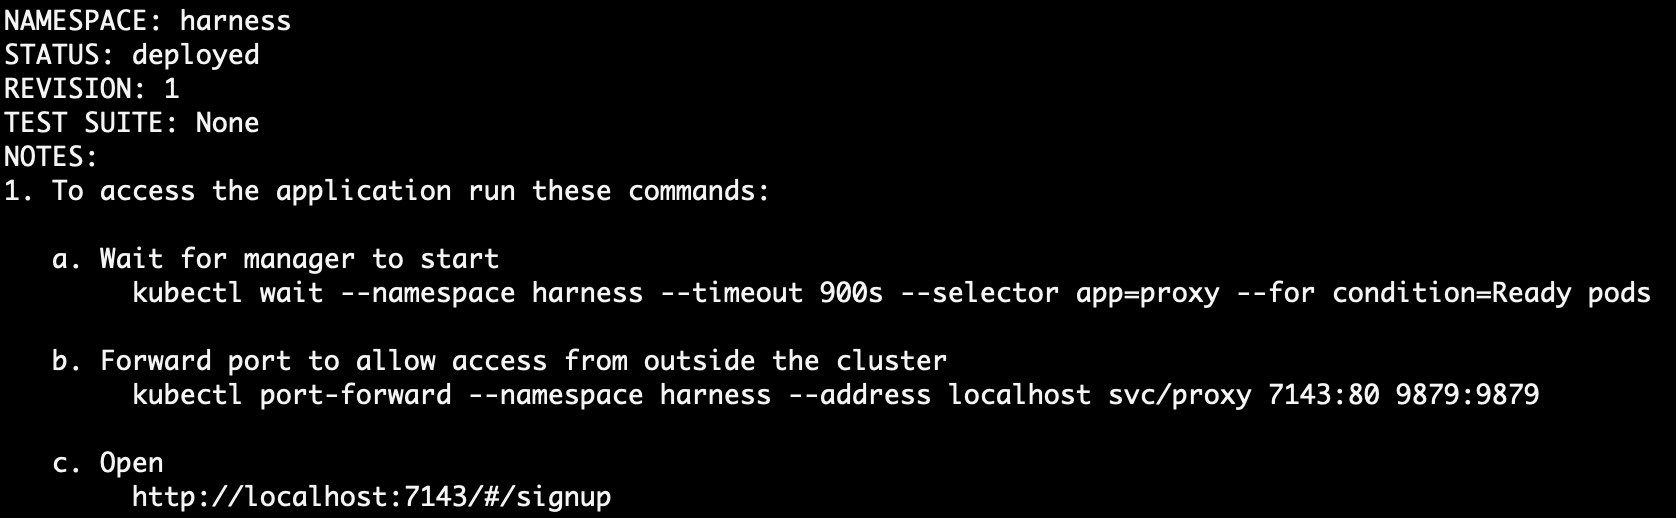 NAMESPACE: harness
STATUS: deployed
REVISION: 1
TEST SUITE: None
NOTES:
1. To access the application run these commands:
a. Wait for manager to start
kubectl wait --namespace harness --timeout 900s --selector app=proxy --for condition=Ready pods
b. Forward port to allow access from outside the cluster
kubectl port-forward --namespace harness --address localhost svc/proxy 7143:80 9879:9879
c. Open
http://localhost:7143/#/signup